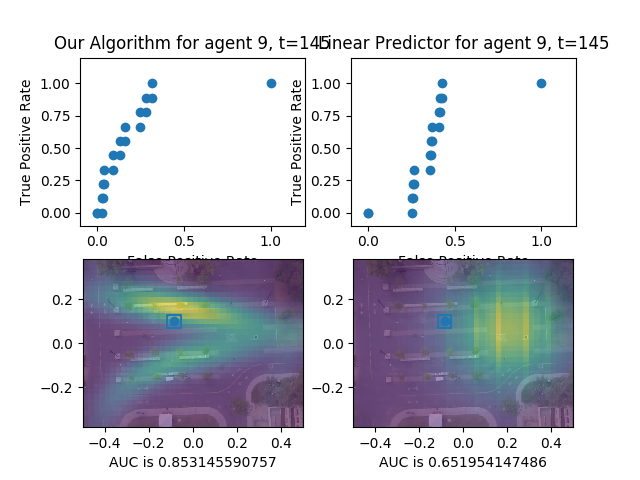 Our Algorithm for agent 9, t=145
Linear Predictor for agent 9, t=145
True Positive Rate
1.00
0.75
0.50
0.25
0.00
0.0 0.5 1.0
False Positive Rate
True Positive Rate
1.00
0.75
0.50
0.25
0.00
0.0 0.5 1.0
False Positive Rate
0.2
0.0
−0.2
−0.4 −0.2 0.0 0.2 0.4
AUC is 0.853145590757
0.2
0.0
−0.2
−0.4 −0.2 0.0 0.2 0.4
AUC is 0.651954147486